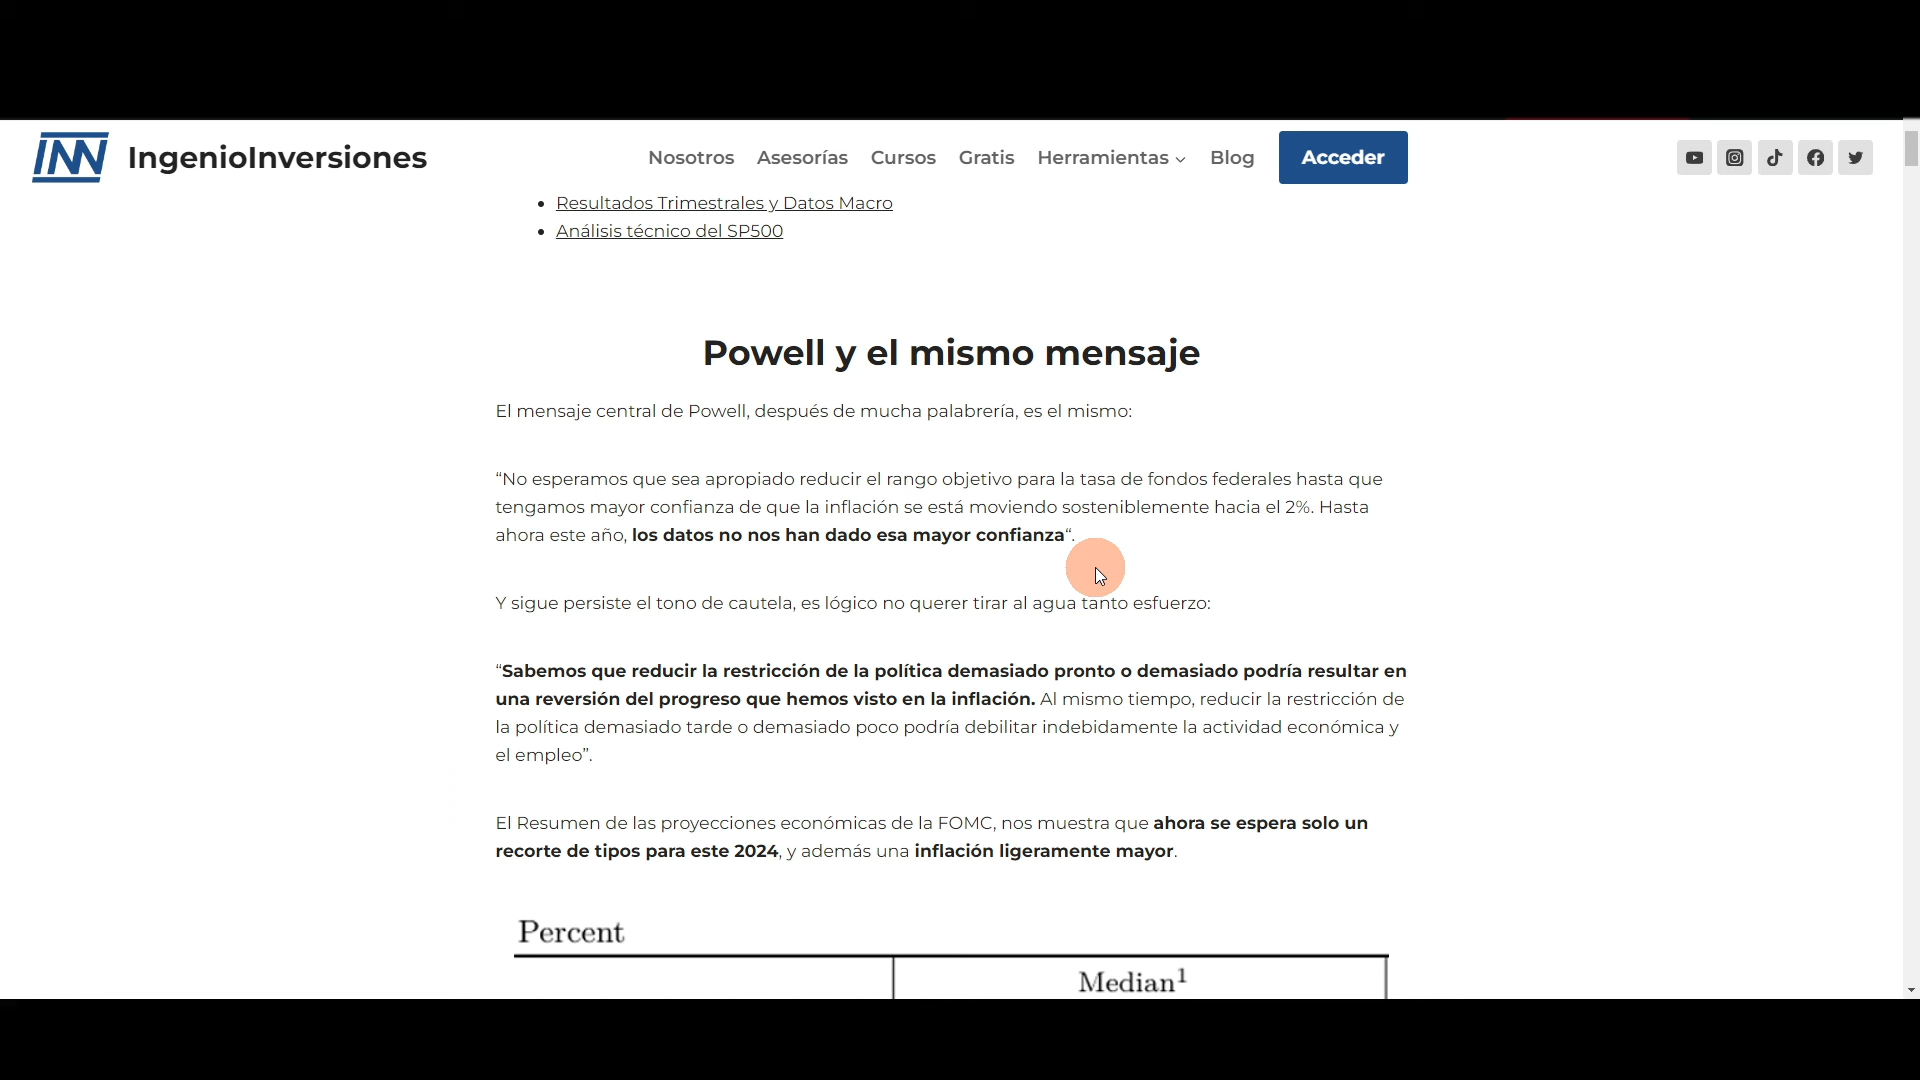 INN IngenioInversiones Nosotros Asesorías Cursos Gratis Herramientas Blog Acceder
Resultados Trimestrales y Datos Macro
Análisis técnico del SP500
Powell y el mismo mensaje
El mensaje central de Powell, después de mucha palabrería, es el mismo:
“No esperamos que sea apropiado reducir el rango objetivo para la tasa de fondos federales hasta que
tengamos mayor confianza de que la inflación se está moviendo sosteniblemente hacia el 2%. Hasta
ahora este año, los datos no nos han dado esa mayor confianza“.
Y sigue persiste el tono de cautela, es lógico no querer tirar al agua tanto esfuerzo:
“Sabemos que reducir la restricción de la política demasiado pronto o demasiado podría resultar en
una reversión del progreso que hemos visto en la inflación. Al mismo tiempo, reducir la restricción de
la política demasiado tarde o demasiado poco podría debilitar indebidamente la actividad económica y
el empleo”.
El Resumen de las proyecciones económicas de la FOMC, nos muestra que ahora se espera solo un
recorte de tipos para este 2024, y además una inflación ligeramente mayor.
Percent
Median¹